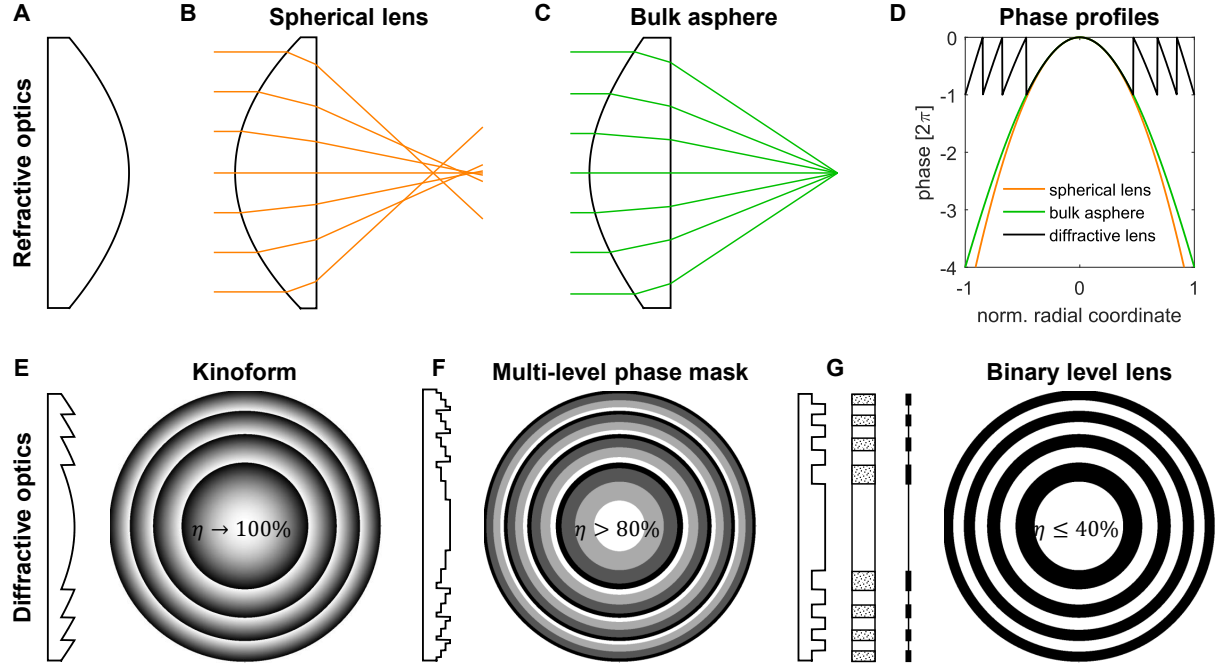 A
B
Spherical lens
C
Bulk asphere
D
Phase profiles
Refractive optics
0
-1
-2
-3
-4
phase [2π]
spherical lens
bulk asphere
diffractive lens
-1
0
1
norm. radial coordinate
E
Kinoform
F
Multi-level phase mask
G
Binary level lens
Diffractive optics
η → 100%
η > 80%
η ≤ 40%